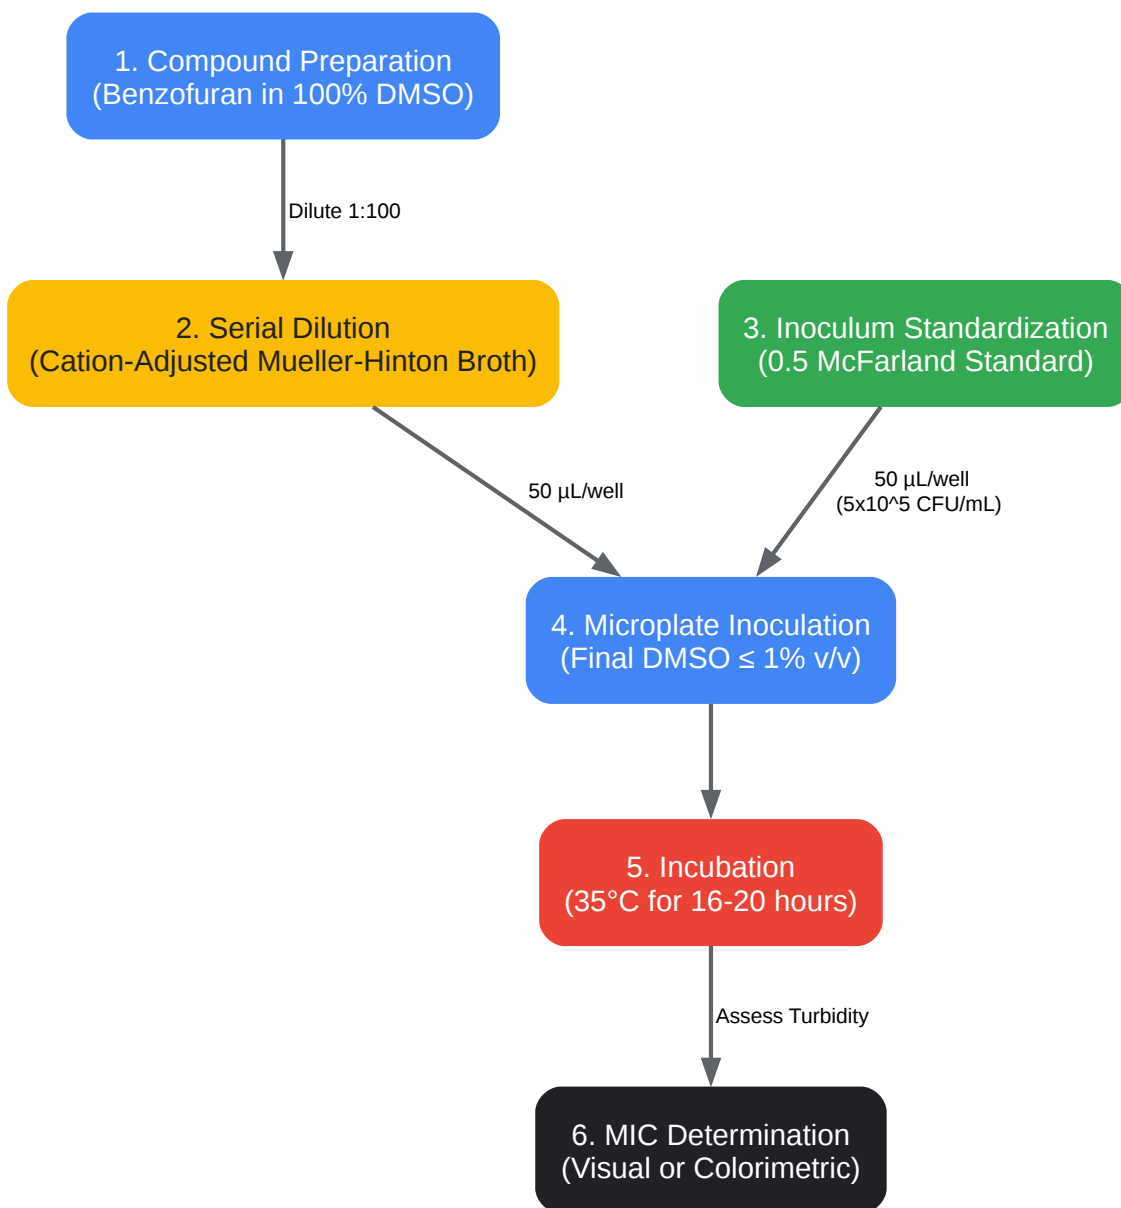 1. Compound Preparation
(Benzofuran in 100% DMSO)
Dilute 1:100
2. Serial Dilution
(Cation-Adjusted Mueller-Hinton Broth)
3. Inoculum Standardization
(0.5 McFarland Standard)
50 µL/well
50 µL/well
(5x10^5 CFU/mL)
4. Microplate Inoculation
(Final DMSO ≤ 1% v/v)
5. Incubation
(35°C for 16-20 hours)
Assess Turbidity
6. MIC Determination
(Visual or Colorimetric)